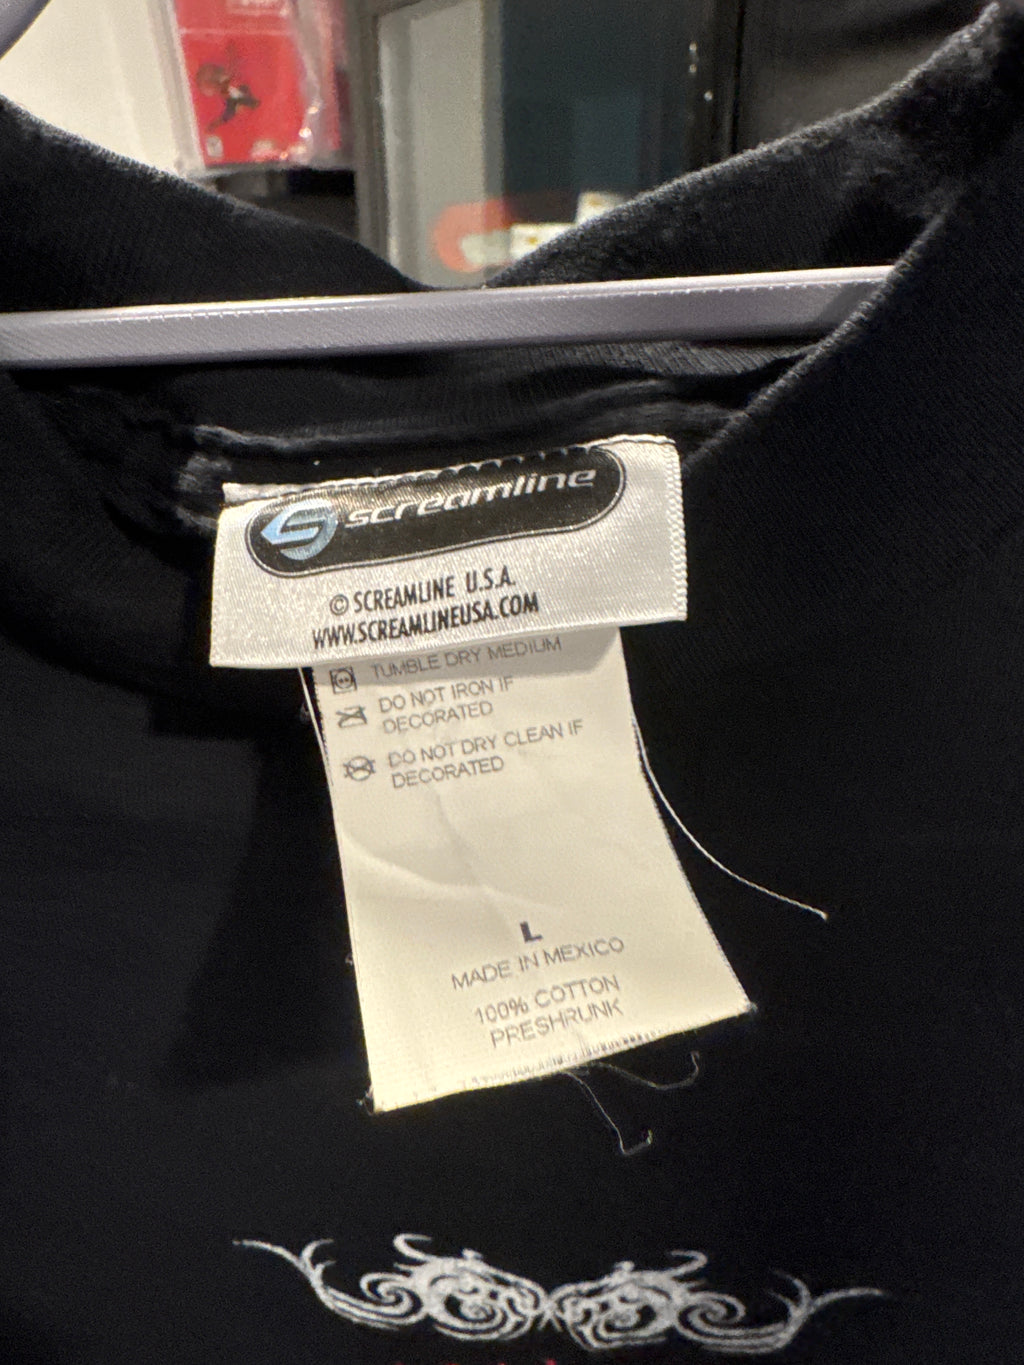 screamline
© SCREAMLINE U.S.A.
WWW.SCREAMLINEUSA.COM
TUMBLE DRY MEDIUM
DO NOT IRON IF
DECORATED
DO NOT DRY CLEAN IF
DECORATED
L
MADE IN MEXICO
100% COTTON
PRESHRUNK